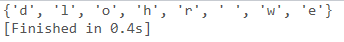 {'d', 'l', 'o', 'h', 'r', ' ', 'w', 'e'}
[Finished in 0.4s]